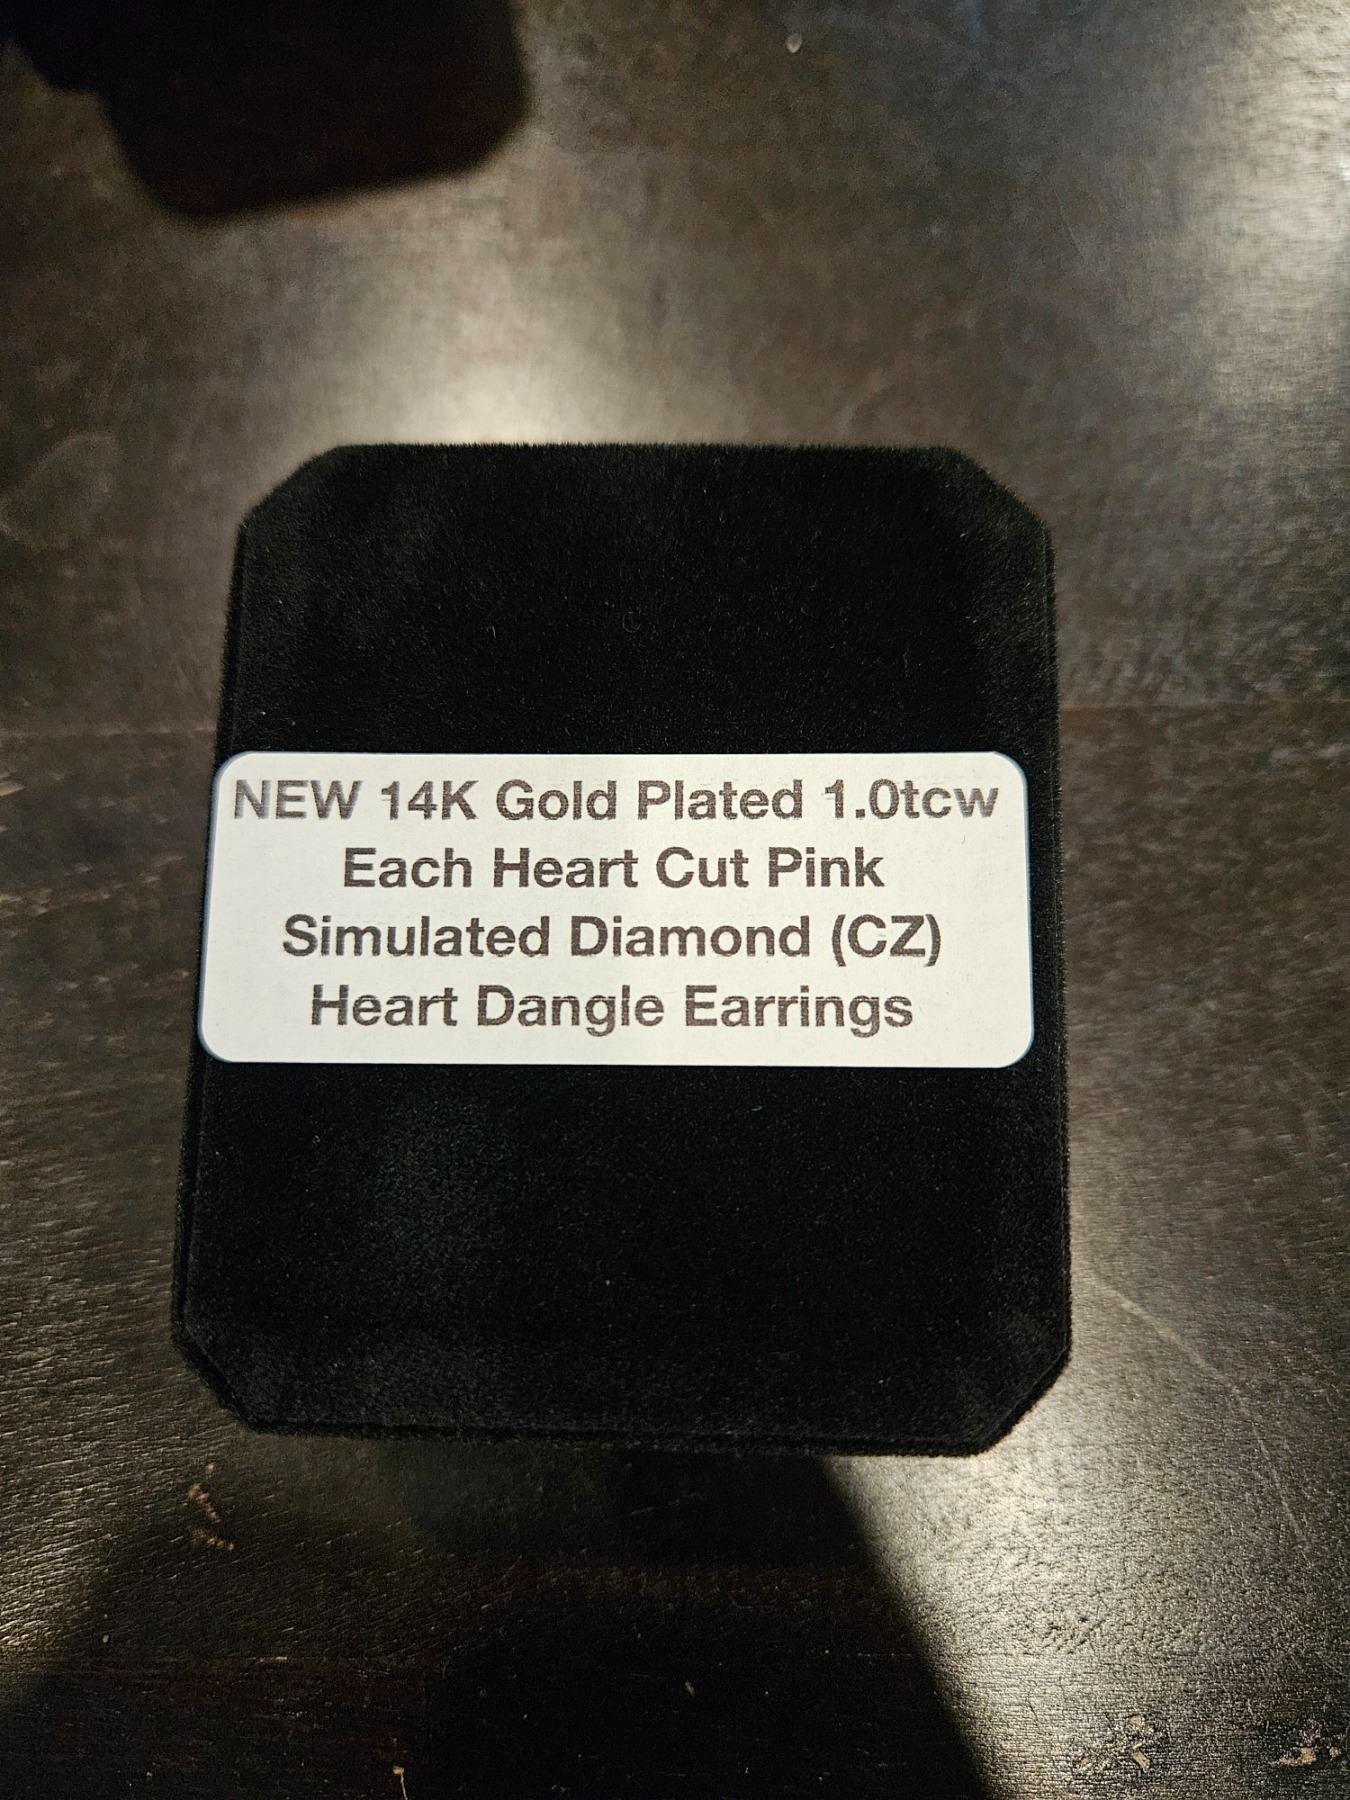 NEW 14K Gold Plated 1.0tcw
Each Heart Cut Pink
Simulated Diamond (CZ)
Heart Dangle Earrings